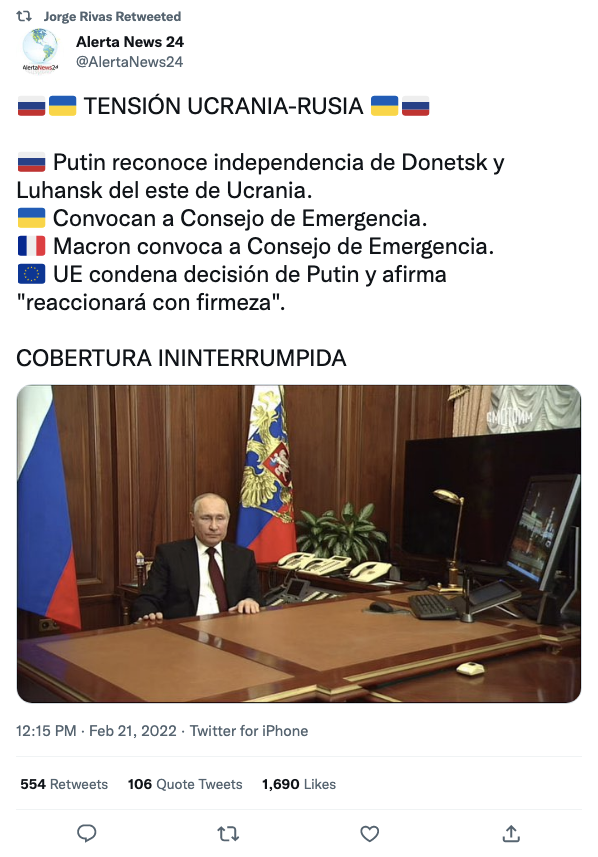 Jorge Rivas Retweeted
Alerta News 24
AlertaNews24
@AlertaNews24
🇷🇺🇺🇦 TENSIÓN UCRANIA-RUSIA 🇺🇦🇷🇺
🇷🇺 Putin reconoce independencia de Donetsk y
Luhansk del este de Ucrania.
🇺🇦 Convocan a Consejo de Emergencia.
🇫🇷 Macron convoca a Consejo de Emergencia.
🇪🇺 UE condena decisión de Putin y afirma
"reaccionará con firmeza".
COBERTURA ININTERRUMPIDA
СМОТРИМ
12:15 PM · Feb 21, 2022 · Twitter for iPhone
554 Retweets 106 Quote Tweets 1,690 Likes